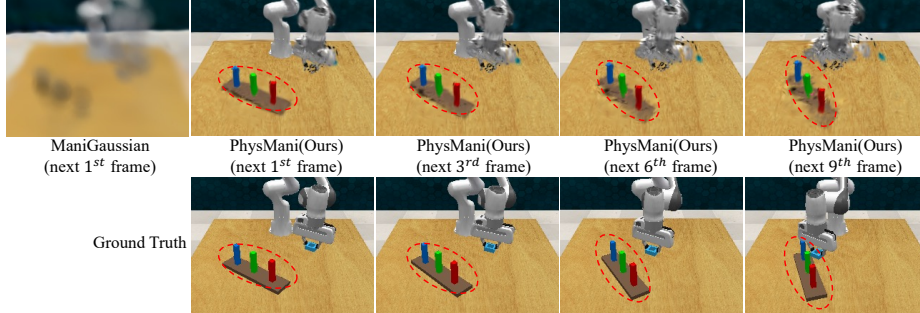 ManiGaussian
(next 1st frame)
PhysMani(Ours)
(next 1st frame)
PhysMani(Ours)
(next 3rd frame)
PhysMani(Ours)
(next 6th frame)
PhysMani(Ours)
(next 9th frame)
Ground Truth